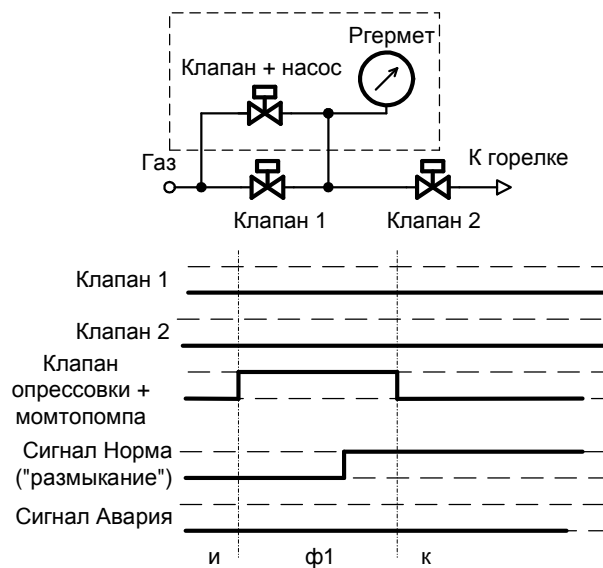 Pгермет
Клапан + насос
Газ
К горелке
Клапан 1
Клапан 2
Клапан 1
Клапан 2
Клапан
опрессовки +
момтопомпа
Сигнал Норма
("размыкание")
Сигнал Авария
и
ф1
к